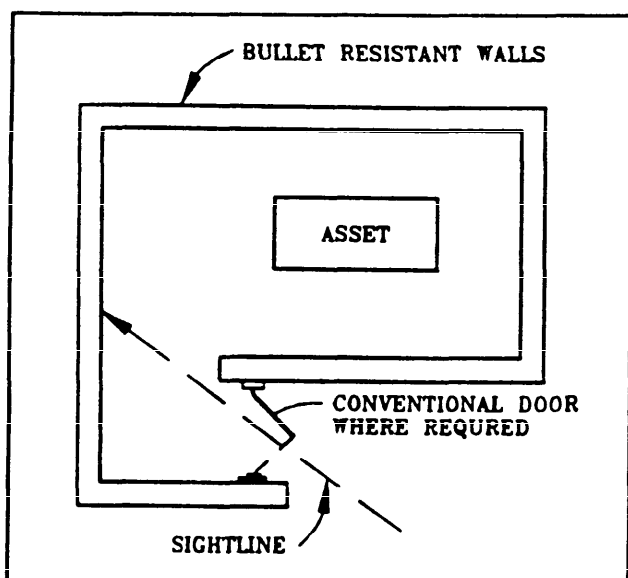 BULLET RESISTANT WALLS
ASSET
CONVENTIONAL DOOR
WHERE REQURED
SIGHTLINE